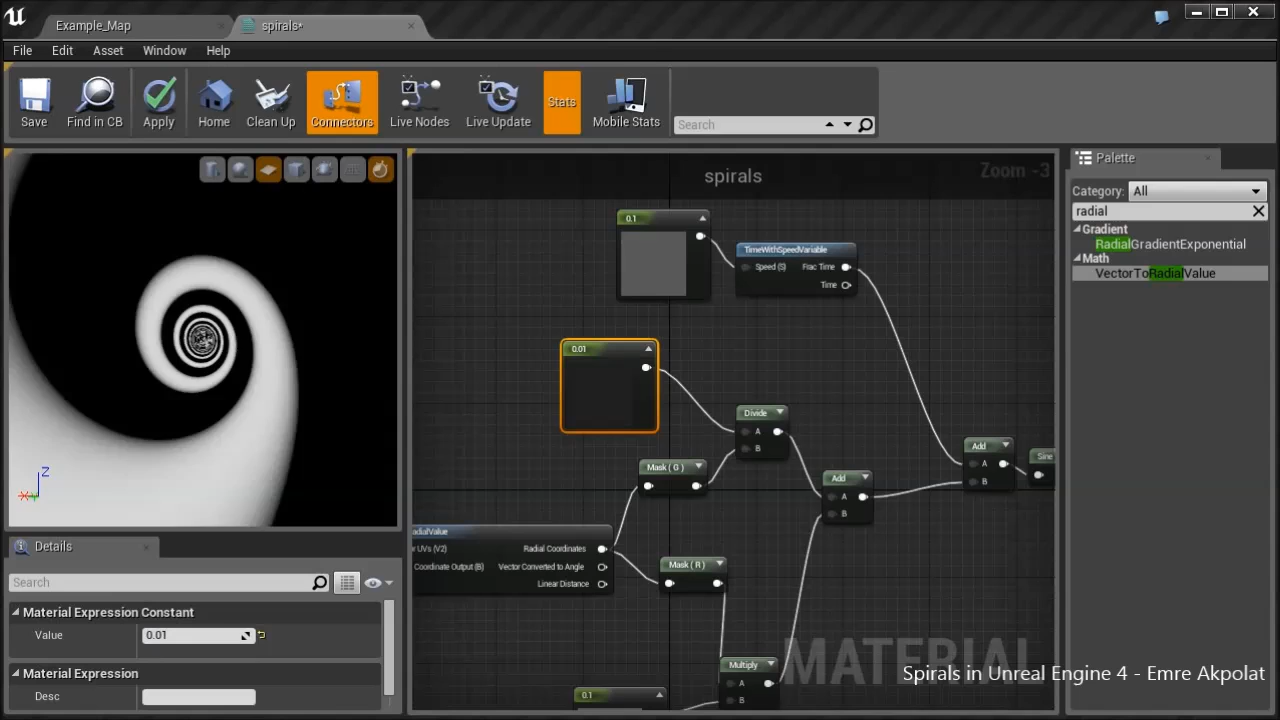 Example_Map
spirals*
File Edit Asset Window Help
Save
Find in CB
Apply
Home
Clean Up
Connectors
Live Nodes
Live Update
Stats
Mobile Stats
Search
spirals
Zoom -3
Palette
Category: All
radial
Gradient
RadialGradientExponential
Math
VectorToRadialValue
0.1
TimeWithSpeedVariable
Speed (S) Frac Time
Time
0.01
Divide
A
B
Mask ( G )
Add
A
B
Add
A
B
Sine
adialValue
or UVs (V2) Radial Coordinates
Coordinate Output (B) Vector Converted to Angle
Linear Distance
Mask ( R )
Multiply
A
B
0.1
Z
X
MATERIAL
Details
Search
Material Expression Constant
Value 0.01
Material Expression
Desc
Spirals in Unreal Engine 4 - Emre Akpolat